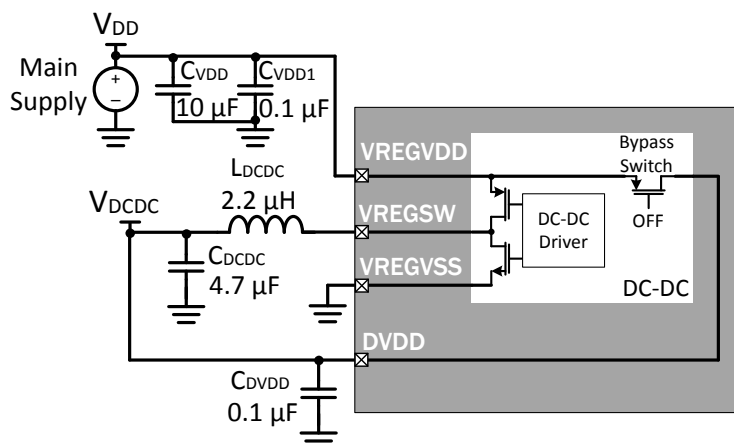 VDD
Main
Supply
+
−
CVDD
10 µF
CVDD1
0.1 µF
VREGVDD
Bypass
Switch
OFF
LDCDC
2.2 µH
VDCDC
VREGSW
DC-DC
Driver
CDCDC
4.7 µF
VREGVSS
DC-DC
DVDD
CDVDD
0.1 µF